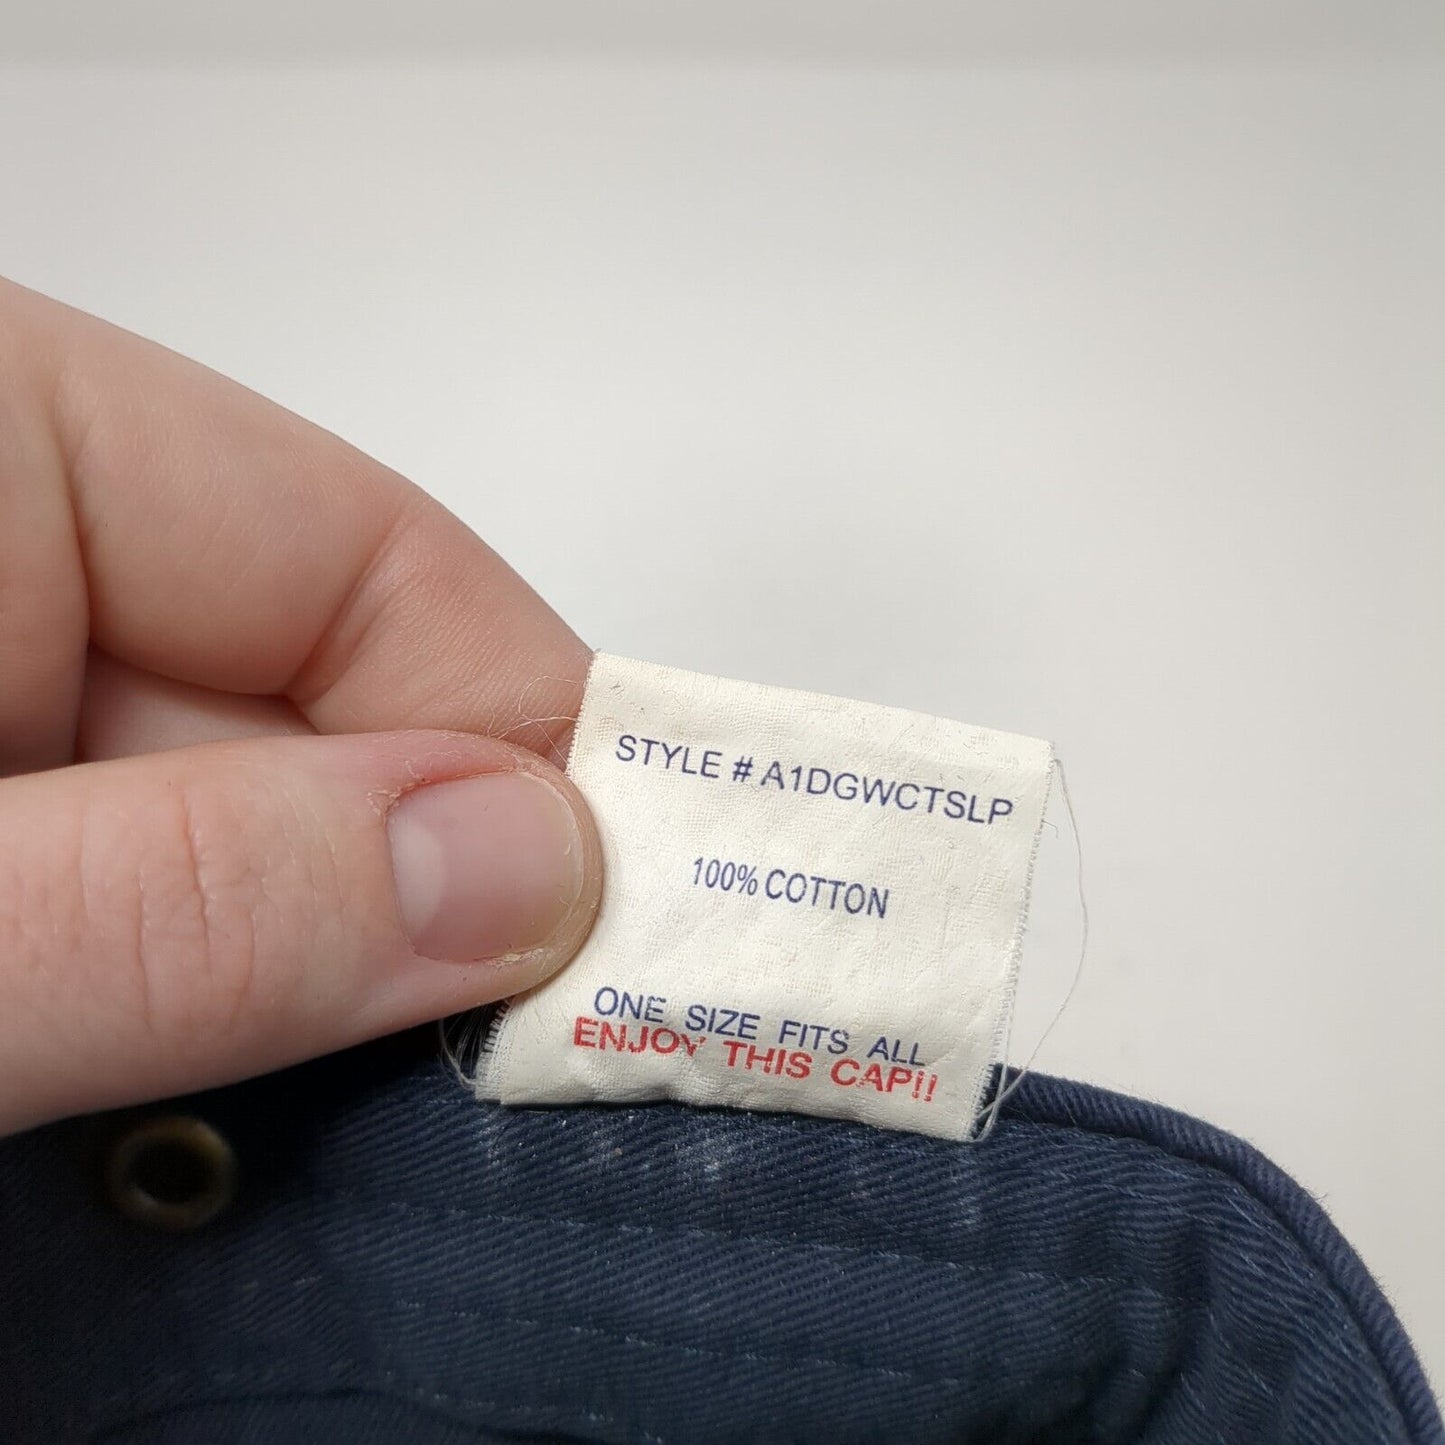 STYLE # A1DGWCTSLP
100% COTTON
ONE SIZE FITS ALL
ENJOY THIS CAP!!